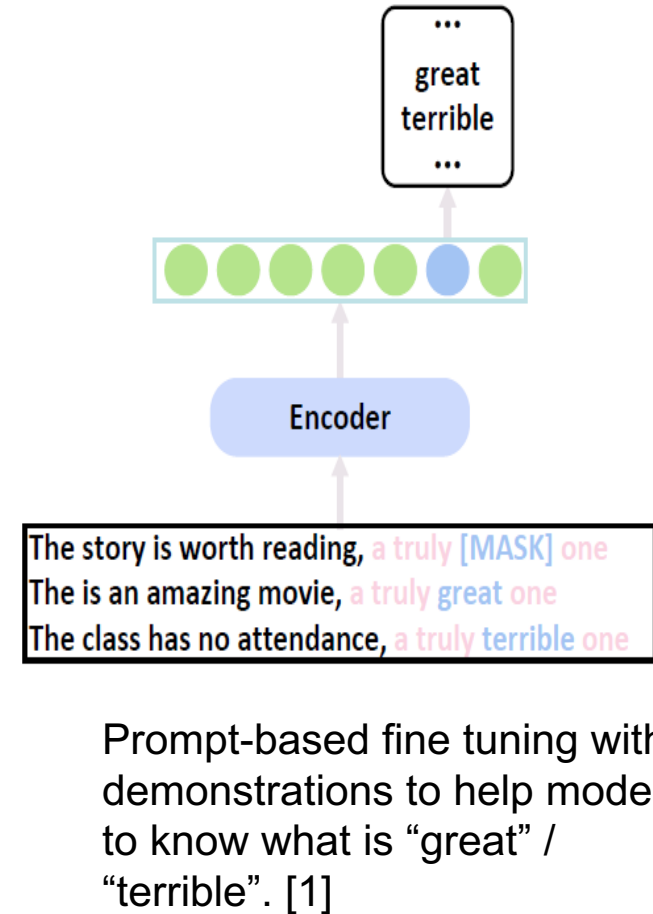 ...
great
terrible
...
Encoder
The story is worth reading, a truly [MASK] one
The is an amazing movie, a truly great one
The class has no attendance, a truly terrible one
Prompt-based fine tuning with
demonstrations to help mode
to know what is “great” /
“terrible”. [1]